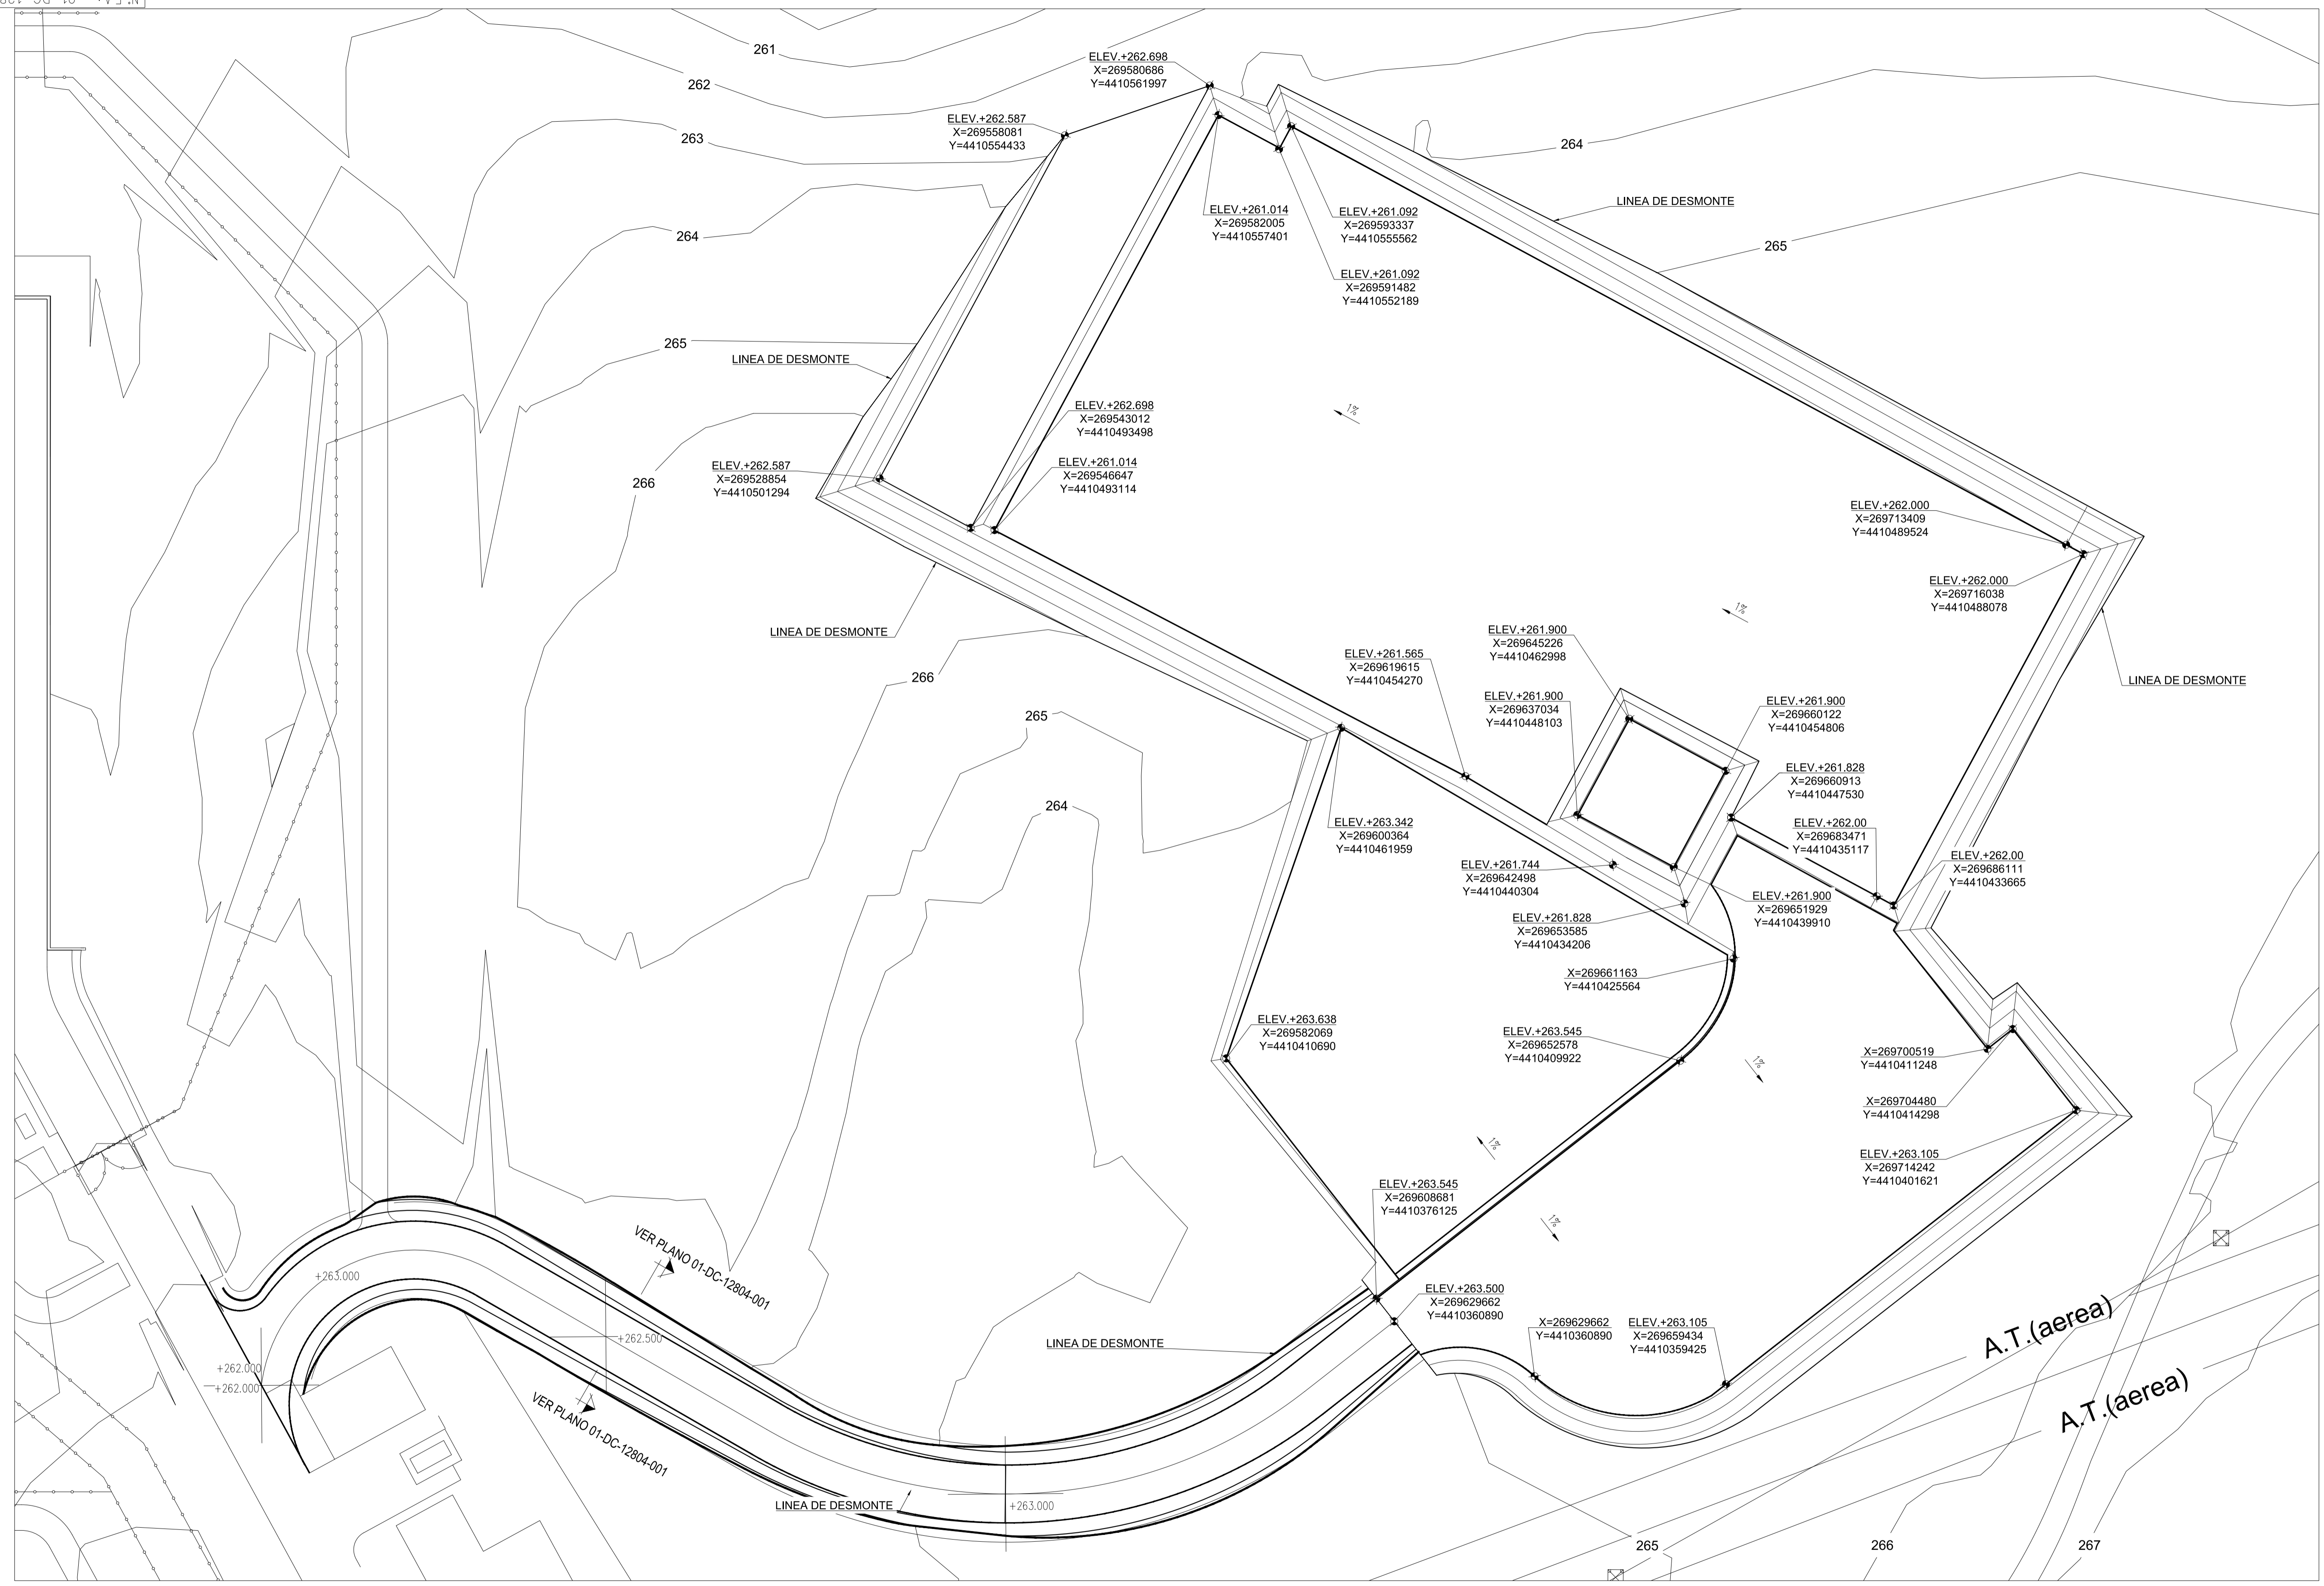 261
262
263
264
265
266
266
265
264
264
265
ELEV.+262.698
X=269580686
Y=4410561997
ELEV.+262.587
X=269558081
Y=4410554433
ELEV.+261.014
X=269582005
Y=4410557401
ELEV.+261.092
X=269593337
Y=4410555562
ELEV.+261.092
X=269591482
Y=4410552189
LINEA DE DESMONTE
LINEA DE DESMONTE
1%
ELEV.+262.698
X=269543012
Y=4410493498
ELEV.+261.014
X=269546647
Y=4410493114
ELEV.+262.587
X=269528854
Y=4410501294
ELEV.+262.000
X=269713409
Y=4410489524
ELEV.+262.000
X=269716038
Y=4410488078
LINEA DE DESMONTE
1%
ELEV.+261.900
X=269645226
Y=4410462998
ELEV.+261.565
X=269619615
Y=4410454270
LINEA DE DESMONTE
ELEV.+261.900
X=269637034
Y=4410448103
ELEV.+261.900
X=269660122
Y=4410454806
ELEV.+261.828
X=269660913
Y=4410447530
ELEV.+263.342
X=269600364
Y=4410461959
ELEV.+262.00
X=269683471
Y=4410435117
ELEV.+262.00
X=269686111
Y=4410433665
ELEV.+261.744
X=269642498
Y=4410440304
ELEV.+261.900
X=269651929
Y=4410439910
ELEV.+261.828
X=269653585
Y=4410434206
X=269661163
Y=4410425564
ELEV.+263.638
X=269582069
Y=4410410690
ELEV.+263.545
X=269652578
Y=4410409922
1%
X=269700519
Y=4410411248
X=269704480
Y=4410414298
1%
ELEV.+263.105
X=269714242
Y=4410401621
ELEV.+263.545
X=269608681
Y=4410376125
1%
VER PLANO 01-DC-12804-001
+263.000
ELEV.+263.500
X=269629662
Y=4410360890
X=269629662
Y=4410360890
ELEV.+263.105
X=269659434
Y=4410359425
+262.500
LINEA DE DESMONTE
A.T.(aerea)
+262.000
+262.000
A.T.(aerea)
VER PLANO 01-DC-12804-001
LINEA DE DESMONTE
+263.000
265
266
267